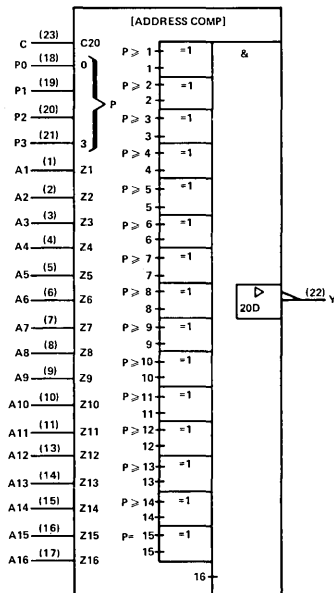 [ADDRESS COMP]
C (23) C20
P0 (18) 0
P1 (19)
P
P2 (20)
P3 (21) 3
A1 (1) Z1
A2 (2) Z2
A3 (3) Z3
A4 (4) Z4
A5 (5) Z5
A6 (6) Z6
A7 (7) Z7
A8 (8) Z8
A9 (9) Z9
A10 (10) Z10
A11 (11) Z11
A12 (13) Z12
A13 (14) Z13
A14 (15) Z14
A15 (16) Z15
A16 (17) Z16
P ⩾ 1 =1
1
P ⩾ 2 =1
2
P ⩾ 3 =1
3
P ⩾ 4 =1
4
P ⩾ 5 =1
5
P ⩾ 6 =1
6
P ⩾ 7 =1
7
P ⩾ 8 =1
8
P ⩾ 9 =1
9
P ⩾10 =1
10
P ⩾11 =1
11
P ⩾12 =1
12
P ⩾13 =1
13
P ⩾ 14 =1
14
P= 15 =1
15
16
&
▷
20D
(22) Y